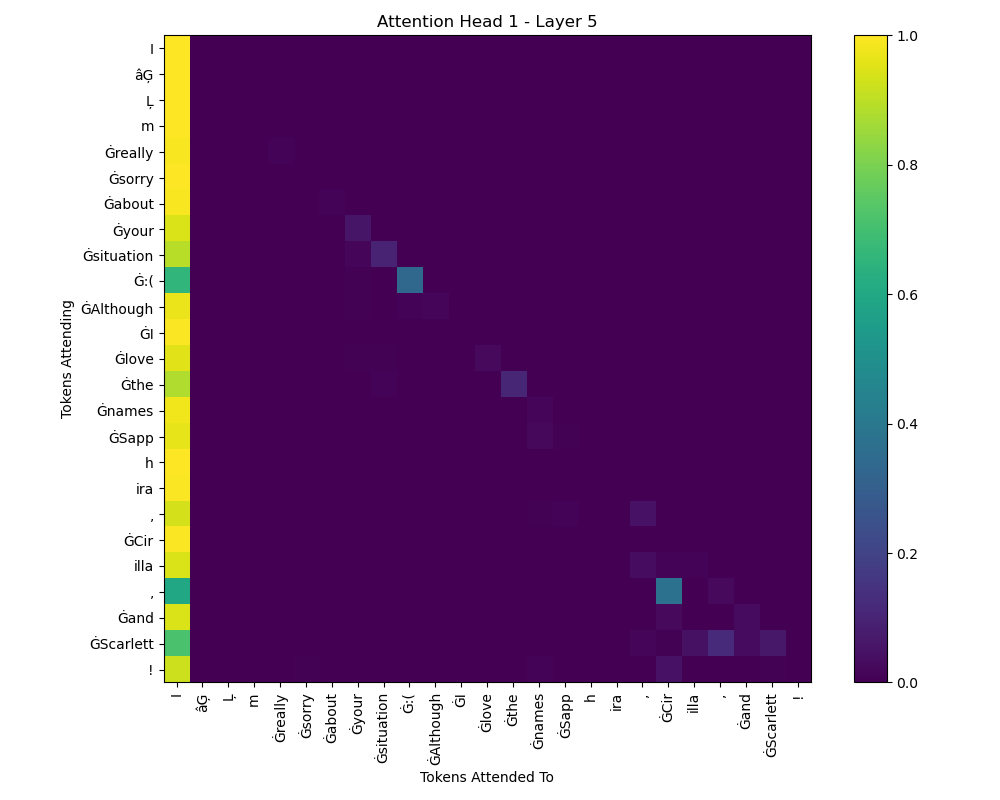 Attention Head 1 - Layer 5
Tokens Attending
I
âĢ
Ļ
m
Ġreally
Ġsorry
Ġabout
Ġyour
Ġsituation
Ġ:(
ĠAlthough
ĠI
Ġlove
Ġthe
Ġnames
ĠSapp
h
ira
,
ĠCir
illa
,
Ġand
ĠScarlett
!
I
âĢ
Ļ
m
Ġreally
Ġsorry
Ġabout
Ġyour
Ġsituation
Ġ:(
ĠAlthough
ĠI
Ġlove
Ġthe
Ġnames
ĠSapp
h
ira
,
ĠCir
illa
,
Ġand
ĠScarlett
!
Tokens Attended To
1.0
0.8
0.6
0.4
0.2
0.0